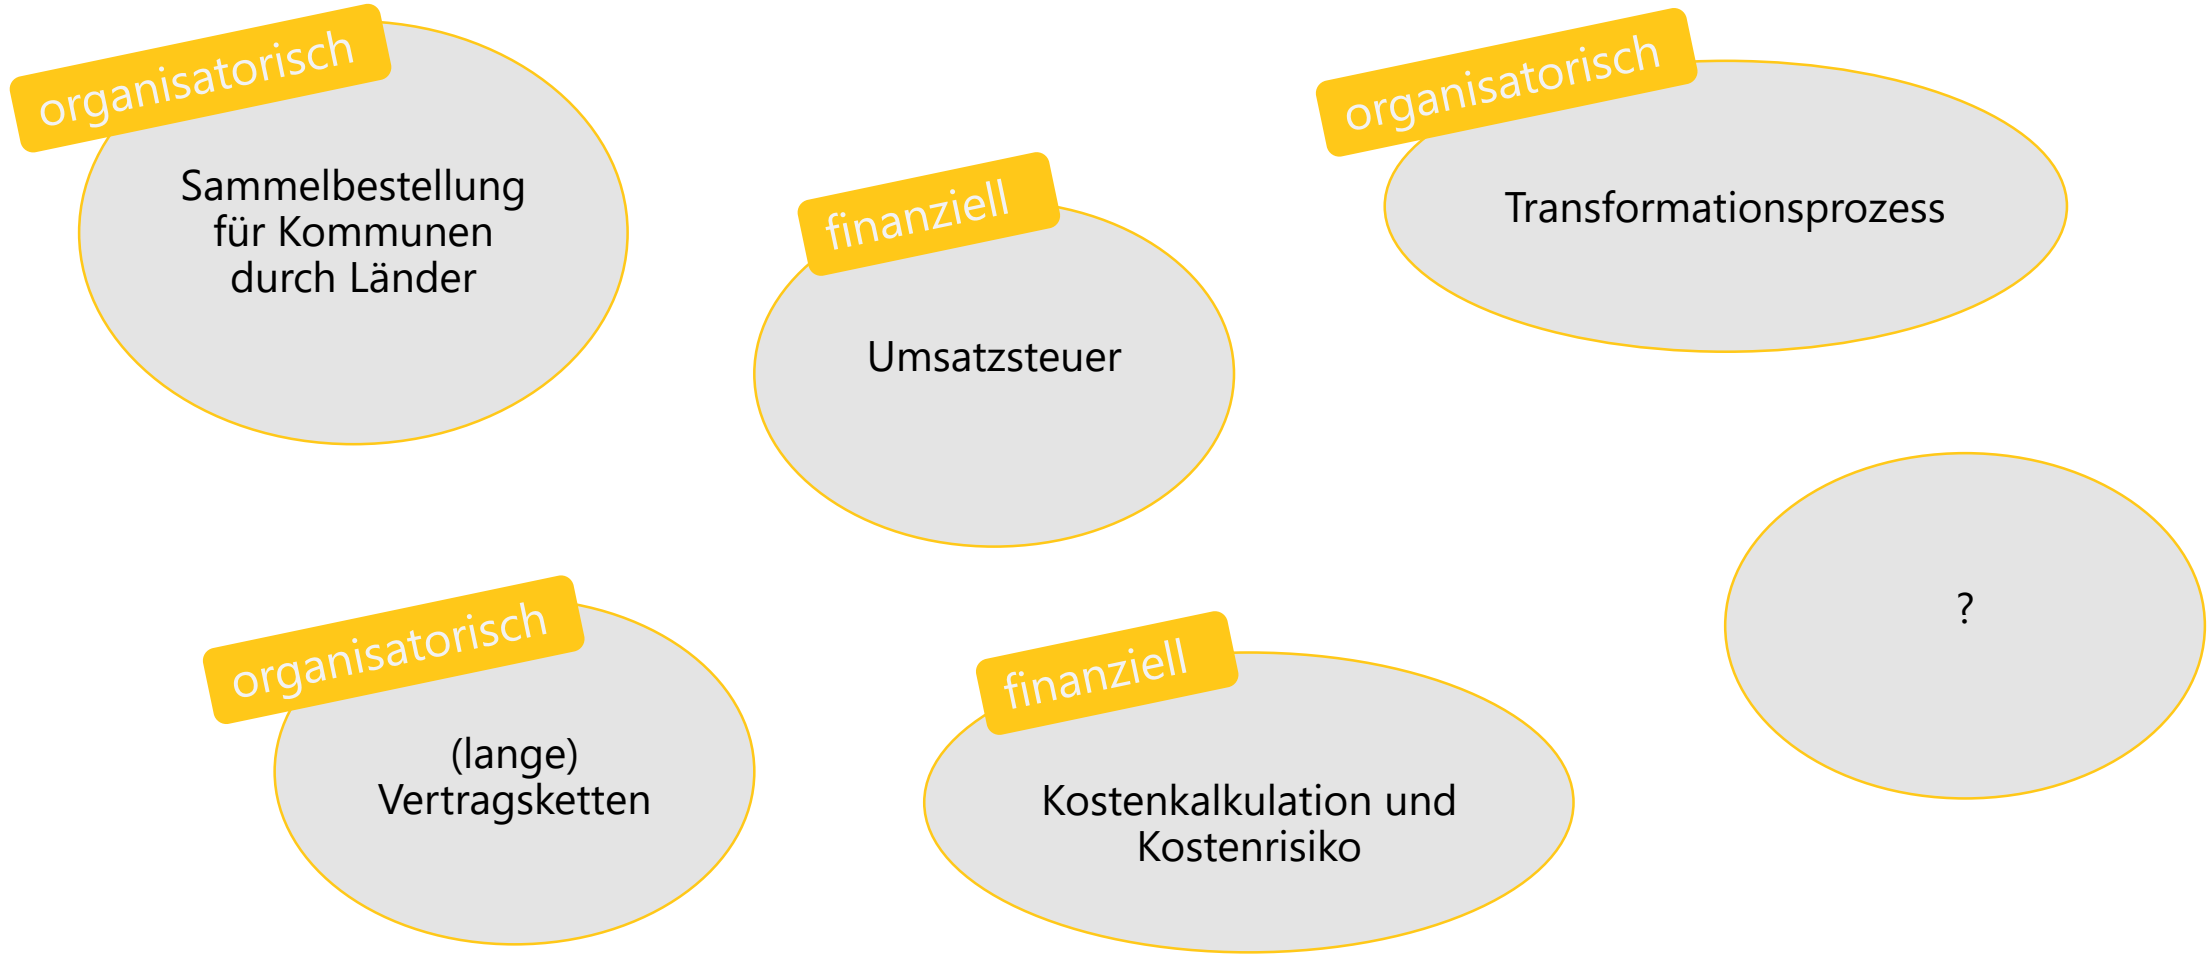 organisatorisch
Sammelbestellung
für Kommunen
durch Länder
finanziell
Umsatzsteuer
organisatorisch
Transformationsprozess
organisatorisch
(lange)
Vertragsketten
finanziell
Kostenkalkulation und
Kostenrisiko
?